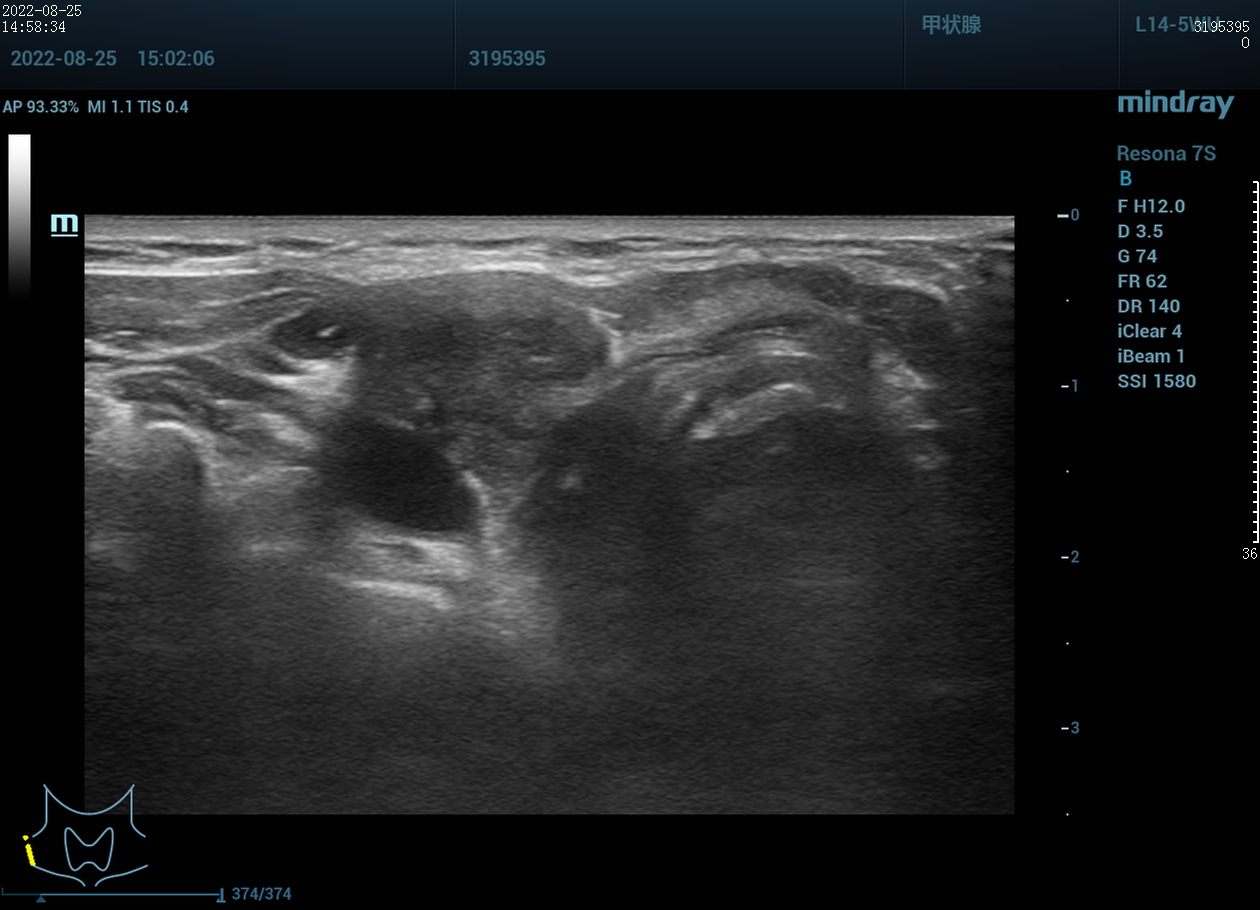 2022-08-25
14:58:34
2022-08-25 15:02:06
3195395
甲状腺
3195395
0
AP 93.33% MI 1.1 TIS 0.4
mindray
Resona 7S
B
F H12.0
D 3.5
G 74
FR 62
DR 140
iClear 4
iBeam 1
SSI 1580
m
0
1
2
3
36
374/374